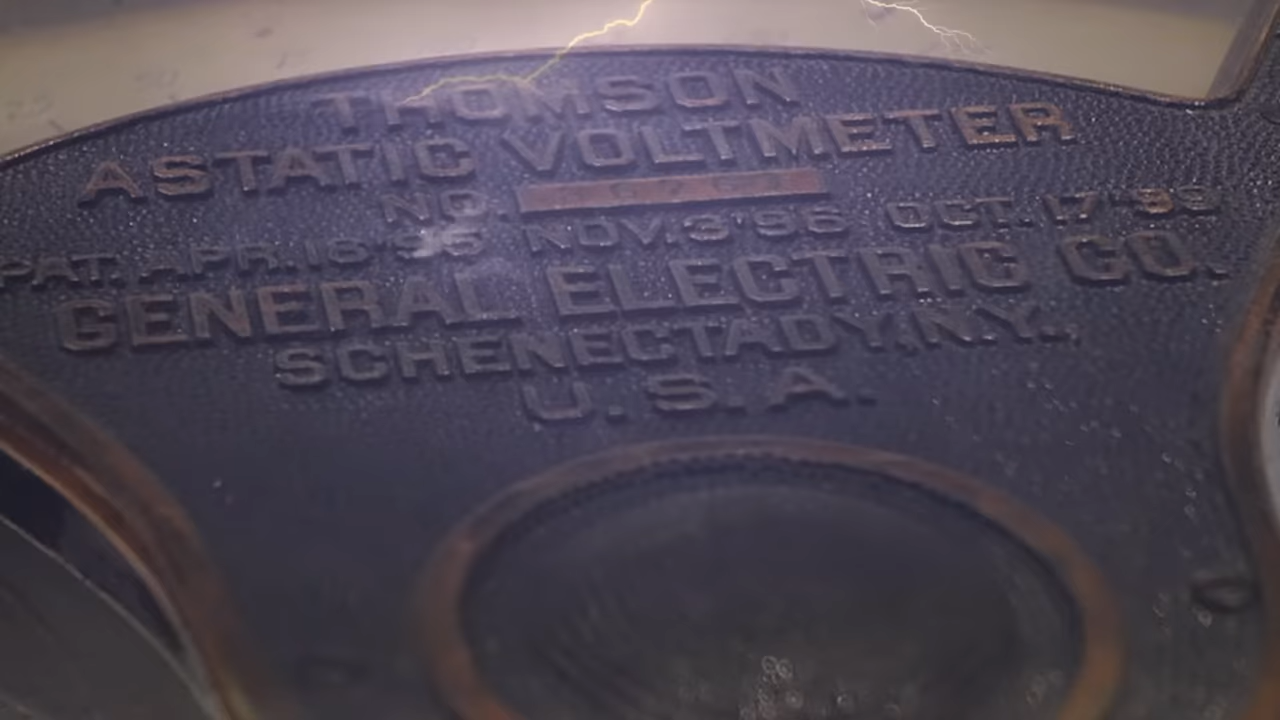 THOMSON
ASTATIC VOLTMETER
NO.
PAT. APR. 16 '95 NOV. 3 '96 OCT. 17 '99
GENERAL ELECTRIC CO.
SCHENECTADY, N.Y.,
U.S.A.